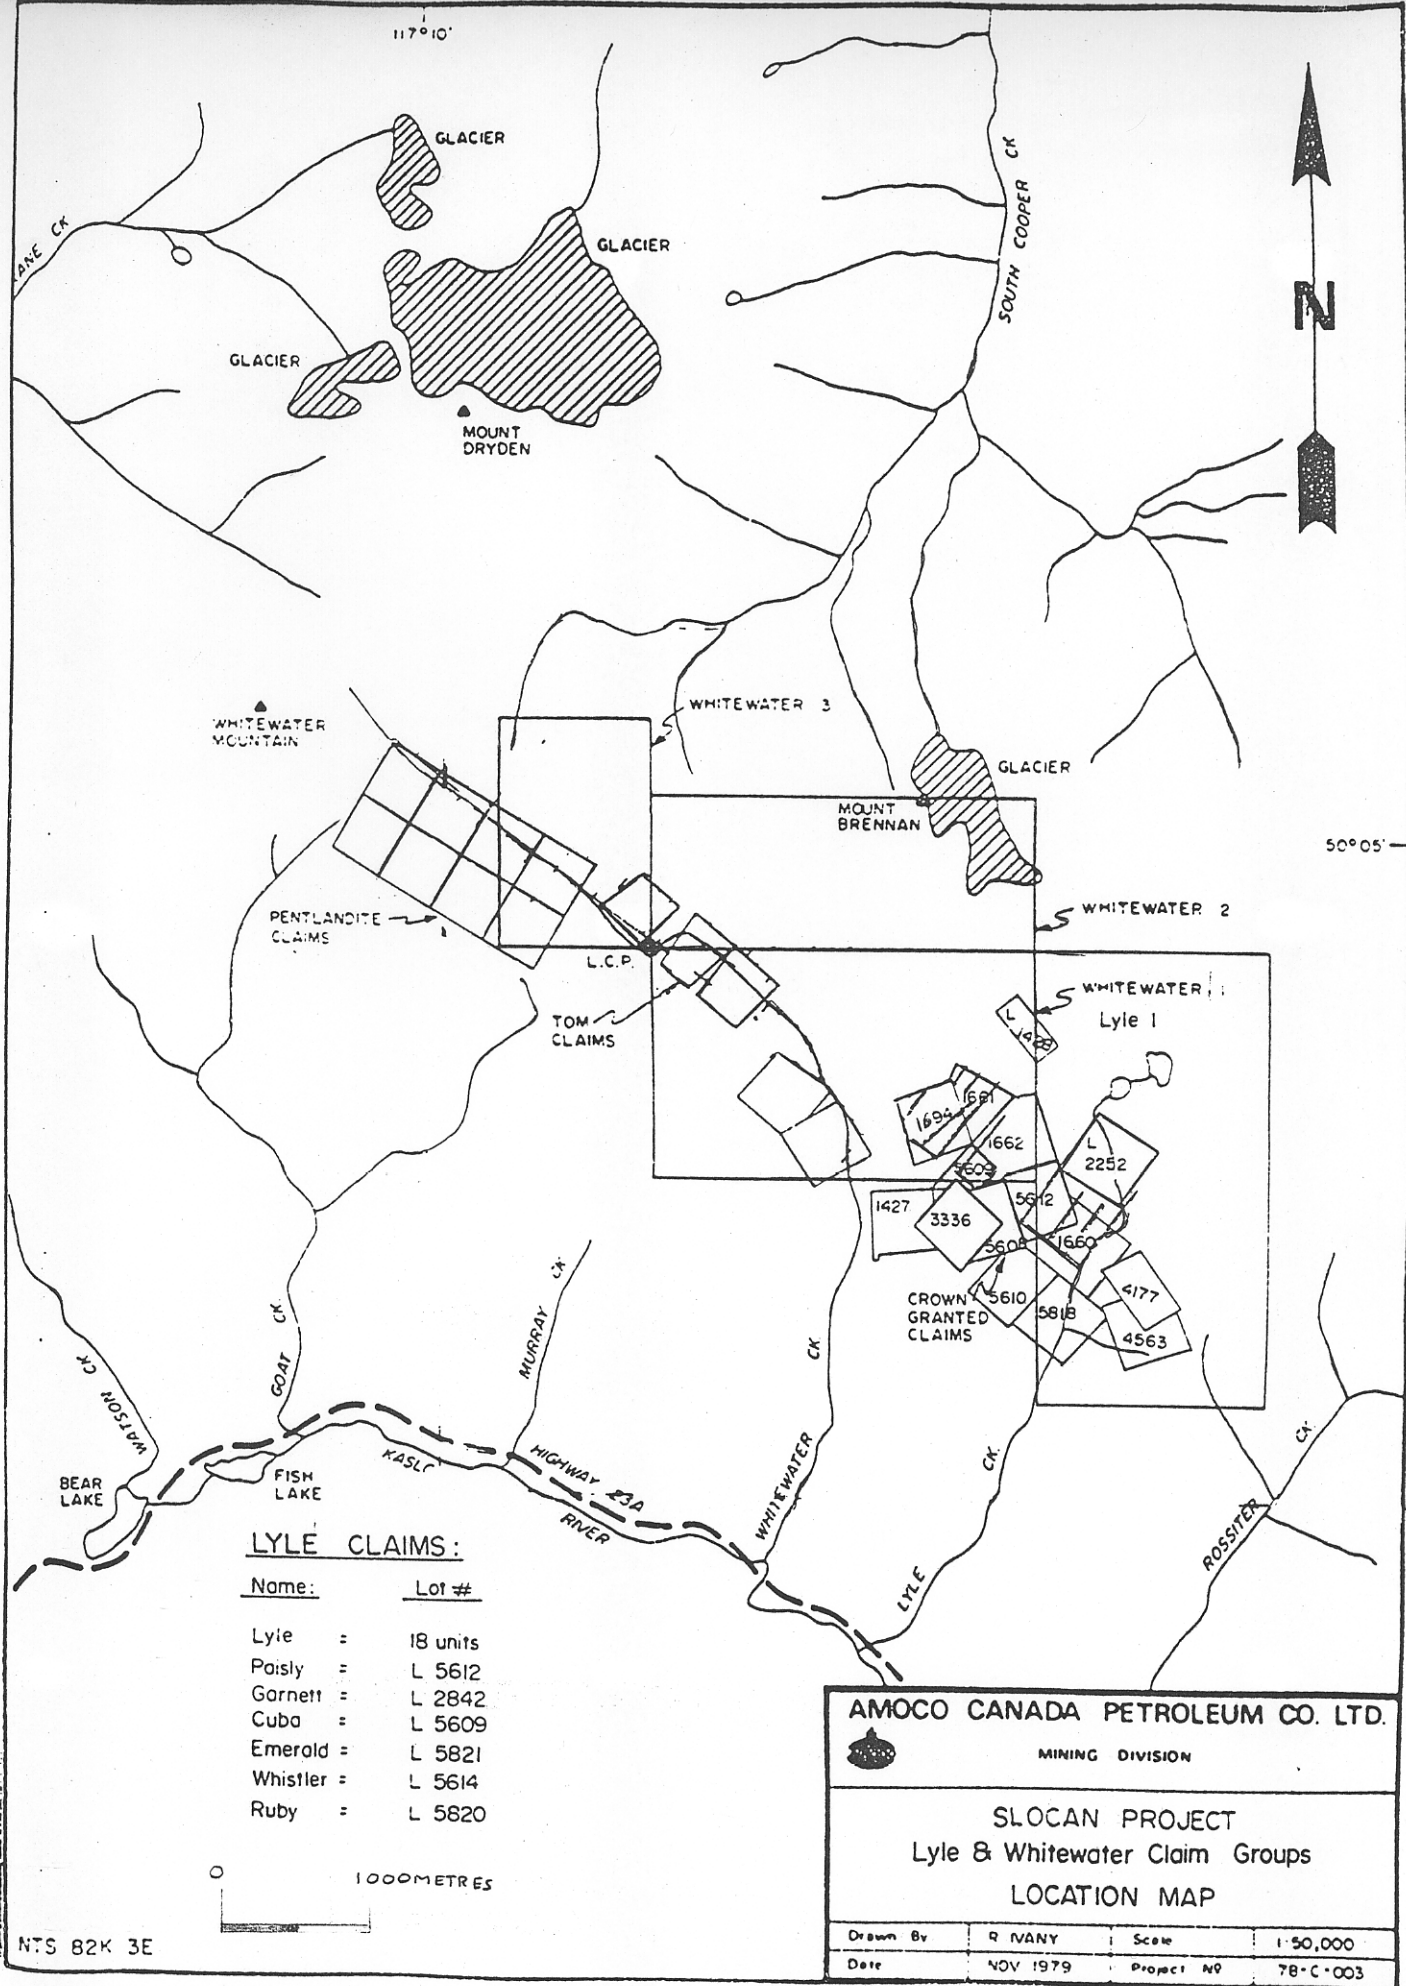 117°10'
GLACIER
SOUTH COOPER CK
GLACIER
N
GLACIER
MOUNT
DRYDEN
WHITEWATER 3
WHITEWATER
MOUNTAIN
GLACIER
MOUNT
BRENNAN
50°05'
PENTLANDITE
CLAIMS
WHITEWATER 2
L.C.P.
WHITEWATER 1
Lyle 1
TOM
CLAIMS
L
1428
1661
1694
1662
L
2252
5609
1427
3336
5612
5608
1660
CROWN
GRANTED
CLAIMS
5610
5818
4177
4563
WATSON CK
GOAT CK.
MURRAY CK
WHITEWATER CK
LYLE CK.
ROSSITER CK.
BEAR
LAKE
FISH
LAKE
KASLO
RIVER
HIGHWAY 23A
LYLE CLAIMS:
Name: Lot #
Lyle = 18 units
Paisly = L 5612
Garnett = L 2842
Cuba = L 5609
Emerald = L 5821
Whistler = L 5614
Ruby = L 5820
0 1000METRES
NTS 82K 3E
AMOCO CANADA PETROLEUM CO. LTD.
MINING DIVISION
SLOCAN PROJECT
Lyle & Whitewater Claim Groups
LOCATION MAP
Drawn By R IVANY Scale 1:50,000
Date NOV 1979 Project Nº 78-C-003